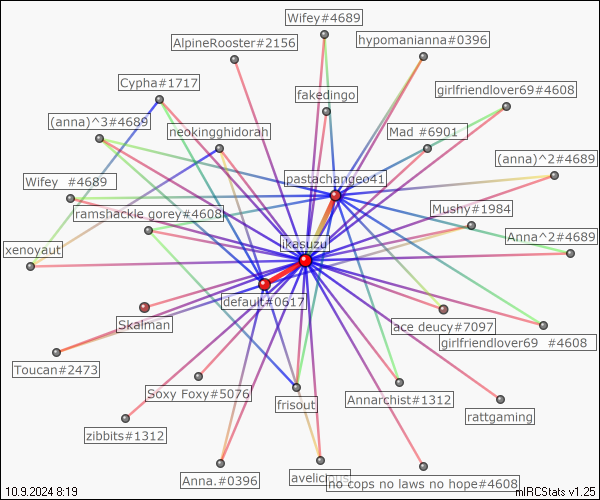 Wifey#4689
AlpineRooster#2156
hypomanianna#0396
Cypha#1717
girlfriendlover69#4608
fakedingo
(anna)^3#4689
neokingghidorah
Mad #6901
(anna)^2#4689
pastachangeo41
Wifey #4689
ramshackle gorey#4608
Mushy#1984
xenoyaut
ikasuzu
Anna^2#4689
default#0617
Skalman
ace deucy#7097
girlfriendlover69 #4608
Toucan#2473
Soxy Foxy#5076
frisout
Annarchist#1312
rattgaming
zibbits#1312
Anna.#0396
avelicious
no cops no laws no hope#4608
10.9.2024 8:19
mIRCStats v1.25